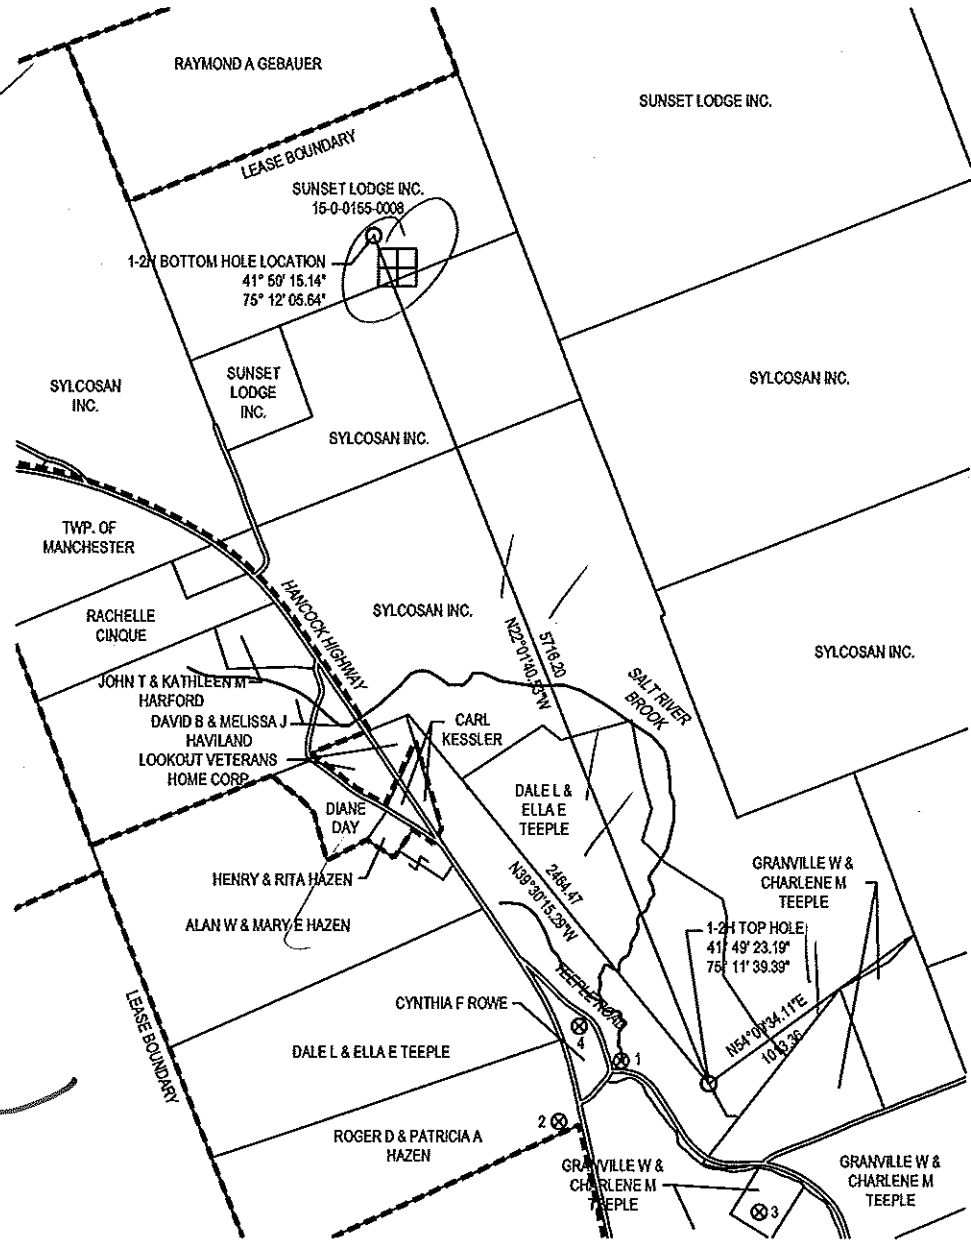 RAYMOND A GEBAUER
SUNSET LODGE INC.
LEASE BOUNDARY
SUNSET LODGE INC.
15-0-0155-0008
1-2H BOTTOM HOLE LOCATION
41° 50' 15.14"
75° 12' 05.64"
SYLCOSAN
INC.
SUNSET
LODGE
INC.
SYLCOSAN INC.
SYLCOSAN INC.
TWP. OF
MANCHESTER
HANCOCK HIGHWAY
RACHELLE
CINQUE
SYLCOSAN INC.
5716.20
N22°01'40.53"W
SYLCOSAN INC.
SALT RIVER
BROOK
JOHN T & KATHLEEN M
HARFORD
DAVID B & MELISSA J
HAVILAND
LOOKOUT VETERANS
HOME CORP
CARL
KESSLER
DIANE
DAY
DALE L &
ELLA E
TEEPLE
HENRY & RITA HAZEN
ALAN W & MARY E HAZEN
2484.47
N39°30'15.29"W
GRANVILLE W &
CHARLENE M
TEEPLE
1-2H TOP HOLE
41° 49' 23.19"
75° 11' 39.39"
LEASE BOUNDARY
CYNTHIA F ROWE
TEEPLE ROAD
N54°00'34.11"E
4
DALE L & ELLA E TEEPLE
1
2
ROGER D & PATRICIA A
HAZEN
GRANVILLE W &
CHARLENE M
TEEPLE
3
GRANVILLE W &
CHARLENE M
TEEPLE